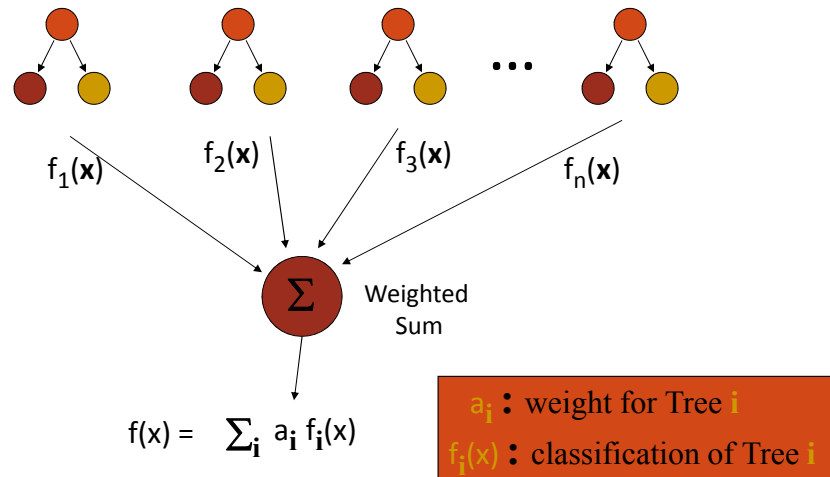 ...
f₁(x) f₂(x) f₃(x) fₙ(x)
Σ
Weighted
Sum
f(x) = ∑ᵢ aᵢ fᵢ(x)
aᵢ : weight for Tree i
fᵢ(x) : classification of Tree i